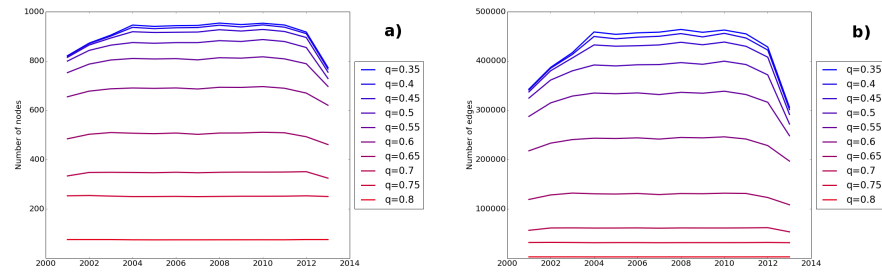 a)
Number of nodes
1000
800
600
400
200
2000
2002
2004
2006
2008
2010
2012
2014
q=0.35
q=0.4
q=0.45
q=0.5
q=0.55
q=0.6
q=0.65
q=0.7
q=0.75
q=0.8
b)
Number of edges
500000
400000
300000
200000
100000
2000
2002
2004
2006
2008
2010
2012
2014
q=0.35
q=0.4
q=0.45
q=0.5
q=0.55
q=0.6
q=0.65
q=0.7
q=0.75
q=0.8